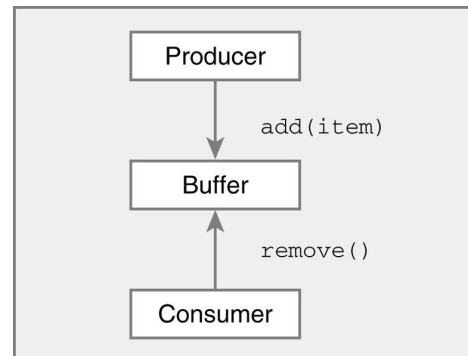 Producer
add(item)
Buffer
remove()
Consumer